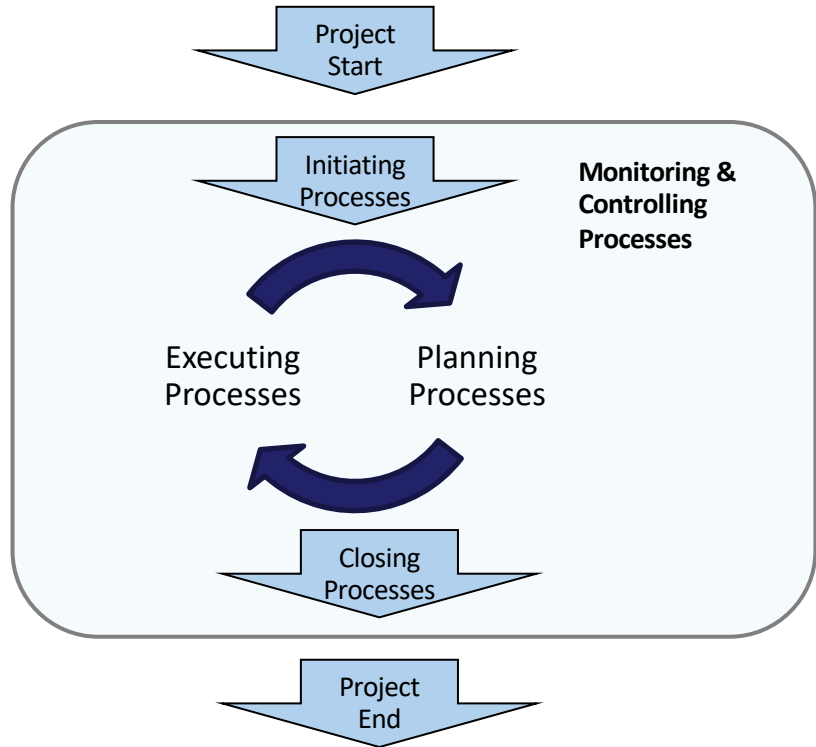 Project
Start
Initiating
Processes
Monitoring &
Controlling
Processes
Executing
Processes
Planning
Processes
Closing
Processes
Project
End